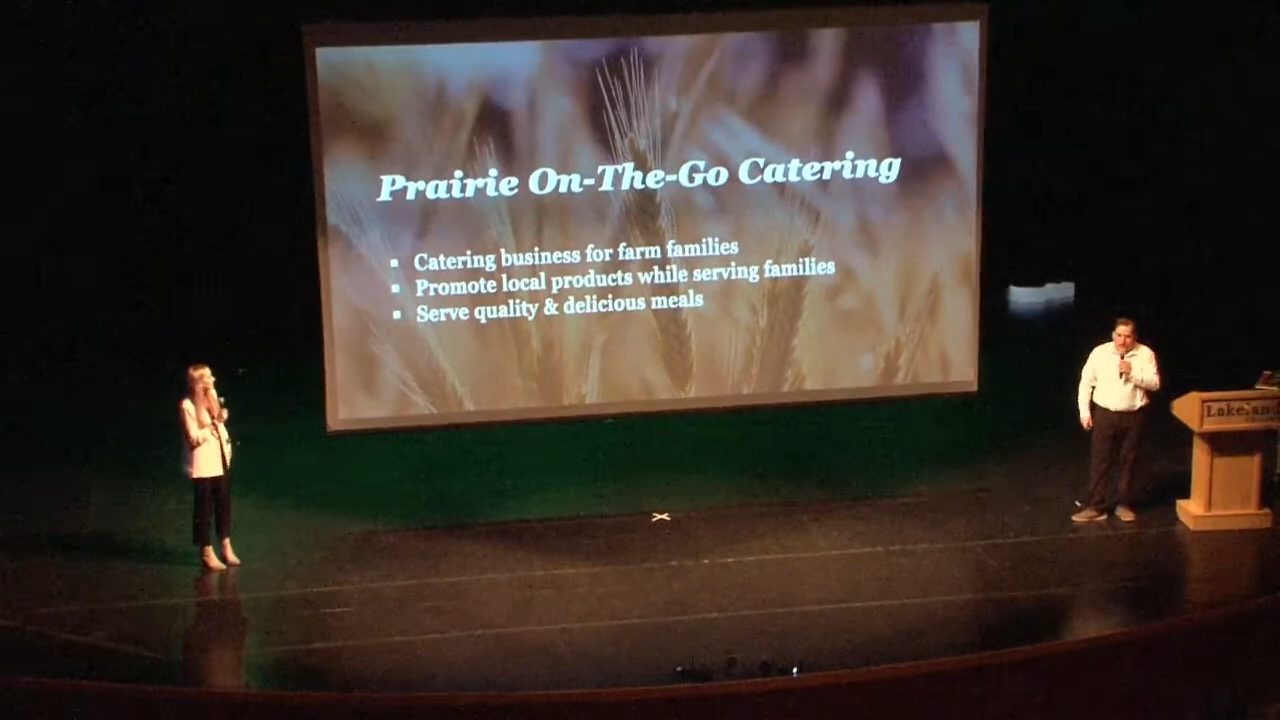 Prairie On-The-Go Catering
▪ Catering business for farm families
▪ Promote local products while serving families
▪ Serve quality & delicious meals
Lakeland